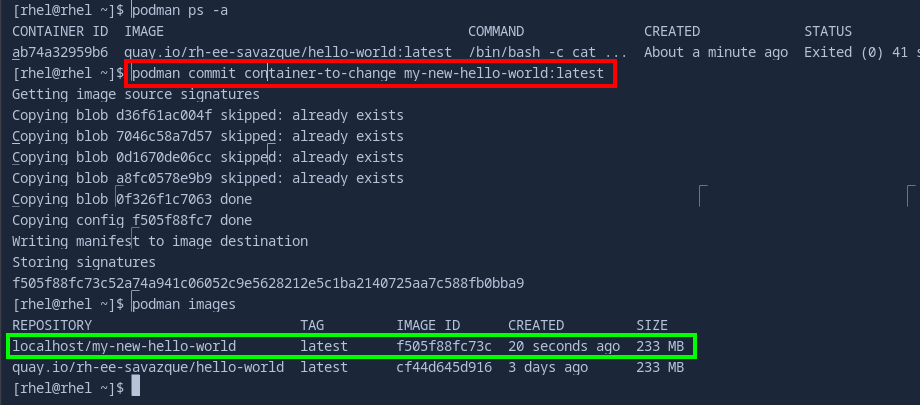 [rhel@rhel ~]$ podman ps -a
CONTAINER ID  IMAGE                                    COMMAND               CREATED             STATUS
ab74a32959b6  quay.io/rh-ee-savazque/hello-world:latest  /bin/bash -c cat ...  About a minute ago  Exited (0) 41 s
[rhel@rhel ~]$ podman commit container-to-change my-new-hello-world:latest
Getting image source signatures
Copying blob d36f61ac004f skipped: already exists
Copying blob 7046c58a7d57 skipped: already exists
Copying blob 0d1670de06cc skipped: already exists
Copying blob a8fc0578e9b9 skipped: already exists
Copying blob 0f326f1c7063 done
Copying config f505f88fc7 done
Writing manifest to image destination
Storing signatures
f505f88fc73c52a74a941c06052c9e5628212e5c1ba2140725aa7c588fb0bba9
[rhel@rhel ~]$ podman images
REPOSITORY                          TAG         IMAGE ID      CREATED         SIZE
localhost/my-new-hello-world        latest      f505f88fc73c  20 seconds ago  233 MB
quay.io/rh-ee-savazque/hello-world  latest      cf44d645d916  3 days ago      233 MB
[rhel@rhel ~]$